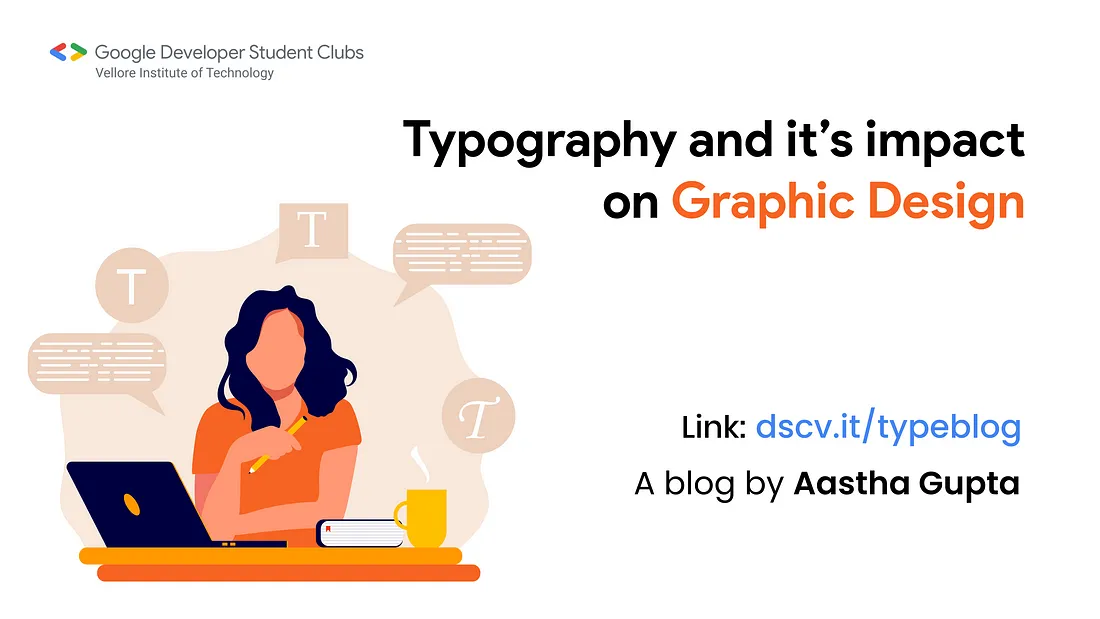 Google Developer Student Clubs
Vellore Institute of Technology
Typography and it’s impact
on Graphic Design
T
T
T
Link: dscv.it/typeblog
A blog by Aastha Gupta